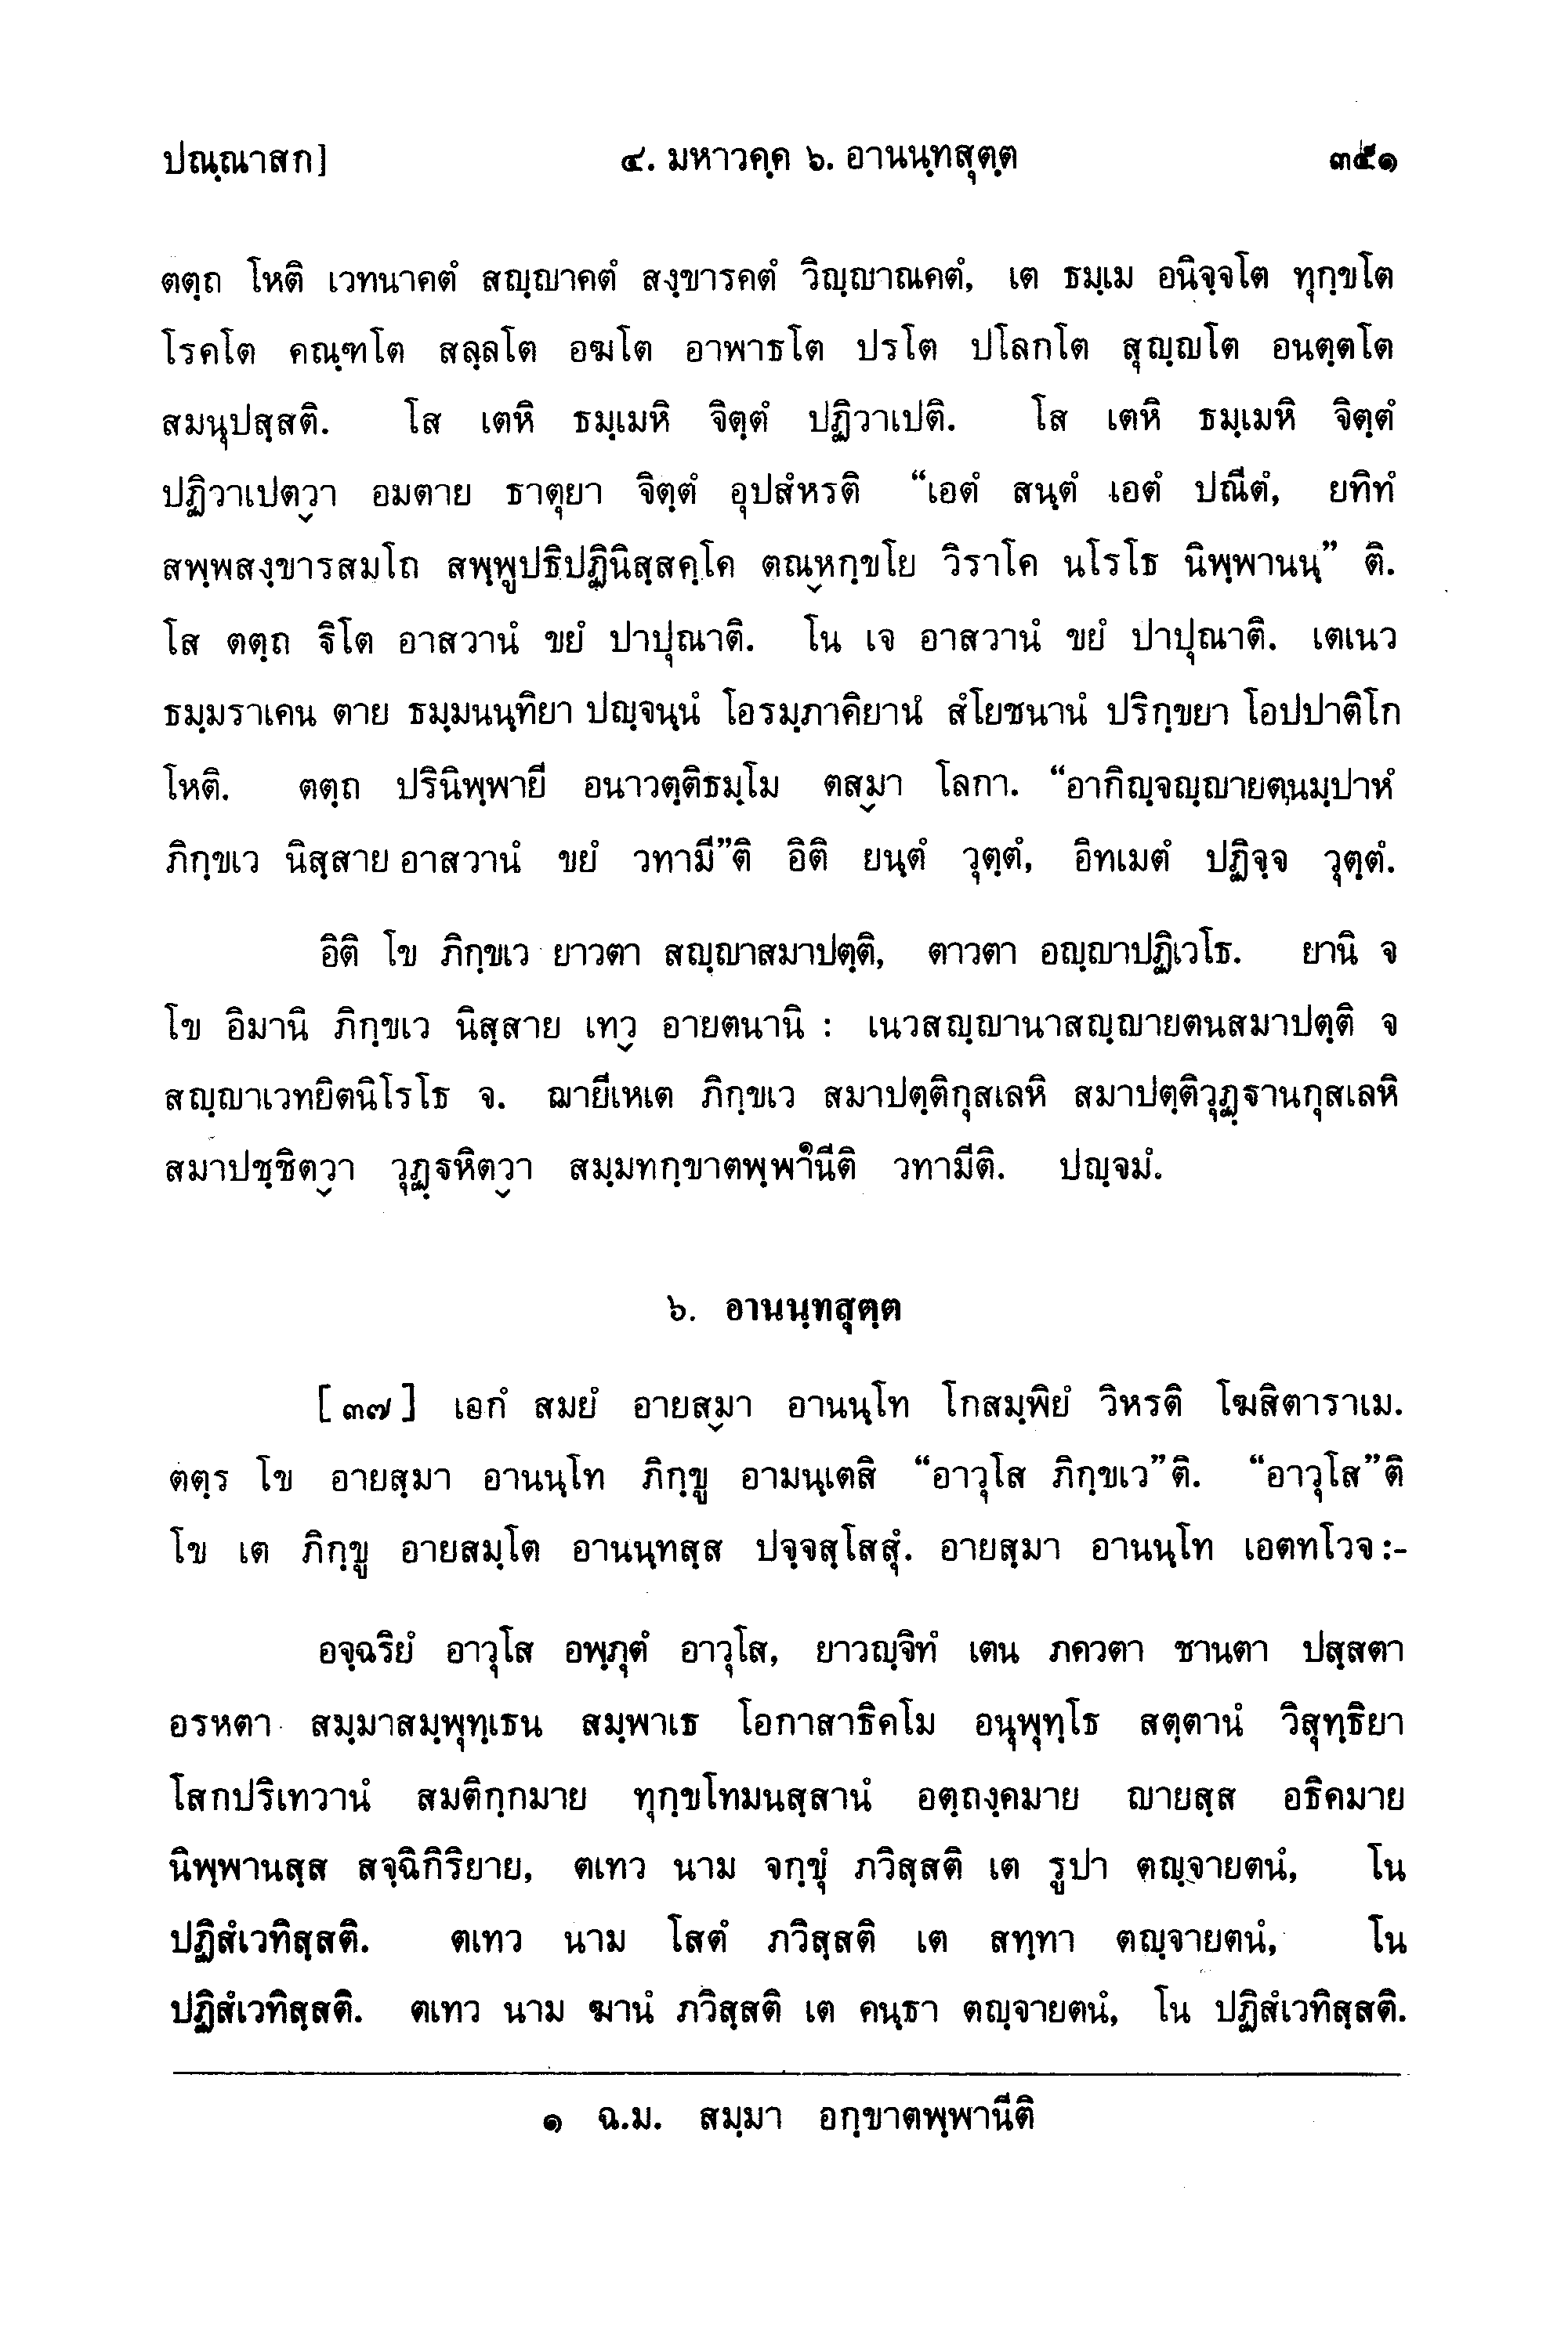 ปณฺณาสก]
๔. มหาวคฺค ๖. อานนฺทสุตฺต
๓๕๑
ตตฺถ โหติ เวทนาคตํ สญฺญาคตํ สงฺขารคตํ วิญฺญาณคตํ, เต ธมฺเม อนิจฺจโต ทุกฺขโต
โรคโต คณฺฑโต สลฺลโต อฆโต อาพาธโต ปรโต ปโลกโต สุญฺญโต อนตฺตโต
สมนุปสฺสติ. โส เตหิ ธมฺเมหิ จิตฺตํ ปฏิวาเปติ. โส เตหิ ธมฺเมหิ จิตฺตํ
ปฏิวาเปตฺวา อมตาย ธาตุยา จิตฺตํ อุปสํหรติ “เอตํ สนฺตํ เอตํ ปณีตํ, ยทิทํ
สพฺพสงฺขารสมโถ สพฺพูปธิปฏินิสฺสคฺโค ตณฺหกฺขโย วิราโค นโรโธ นิพฺพานนฺ” ติ.
โส ตตฺถ ฐิโต อาสวานํ ขยํ ปาปุณาติ. โน เจ อาสวานํ ขยํ ปาปุณาติ. เตเนว
ธมฺมราเคน ตาย ธมฺมนนฺทิยา ปญฺจนฺนํ โอรมฺภาคิยานํ สํโยชนานํ ปริกฺขยา โอปปาติโก
โหติ. ตตฺถ ปรินิพฺพายี อนาวตฺติธมฺโม ตสฺมา โลกา. “อากิญฺจญฺญายตฺนมฺปาหํ
ภิกฺขเว นิสฺสาย อาสวานํ ขยํ วทามี”ติ อิติ ยนฺตํ วุตฺตํ, อิทเมตํ ปฏิจฺจ วุตฺตํ.
อิติ โข ภิกฺขเว ยาวตา สญฺญาสมาปตฺติ, ตาวตา อญฺญาปฏิเวโธ. ยานิ จ
โข อิมานิ ภิกฺขเว นิสฺสาย เทฺว อายตนานิ : เนวสญฺญานาสญฺญายตนสมาปตฺติ จ
สญฺญาเวทยิตนิโรโธ จ. ฌายีเหเต ภิกฺขเว สมาปตฺติกุสเลหิ สมาปตฺติวุฏฺฐานกุสเลหิ
สมาปชฺชิตฺวา วุฏฺฐหิตฺวา สมฺมทกฺขาตพฺพา๑นีติ วทามีติ. ปญฺจมํ.
๖. อานนฺทสุตฺต
[๓๗] เอกํ สมยํ อายสฺมา อานนฺโท โกสมฺพิยํ วิหรติ โฆสิตาราเม.
ตตฺร โข อายสฺมา อานนฺโท ภิกฺขู อามนฺเตสิ “อาวุโส ภิกฺขเว”ติ. “อาวุโส”ติ
โข เต ภิกฺขู อายสมฺโต อานนฺทสฺส ปจฺจสฺโสสุํ. อายสฺมา อานนฺโท เอตทโวจ :-
อจฺฉริยํ อาวุโส อพฺภุตํ อาวุโส, ยาวญฺจิทํ เตน ภควตา ชานตา ปสฺสตา
อรหตา สมฺมาสมฺพุทฺเธน สมฺพาเธ โอกาสาธิคโม อนุพุทฺโธ สตฺตานํ วิสุทฺธิยา
โสกปริเทวานํ สมติกฺกมาย ทุกฺขโทมนสฺสานํ อตฺถงฺคมาย ญายสฺส อธิคมาย
นิพฺพานสฺส สจฺฉิกิริยาย, ตเทว นาม จกฺขุํ ภวิสฺสติ เต รูปา ตญฺจายตนํ, โน
ปฏิสํเวทิสฺสติ. ตเทว นาม โสตํ ภวิสฺสติ เต สทฺทา ตญฺจายตนํ, โน
ปฏิสํเวทิสฺสติ. ตเทว นาม ฆานํ ภวิสฺสติ เต คนฺธา ตญฺจายตนํ, โน ปฏิสํเวทิสฺสติ.
๑ ฉ.ม. สมฺมา อกฺขาตพฺพานีติ